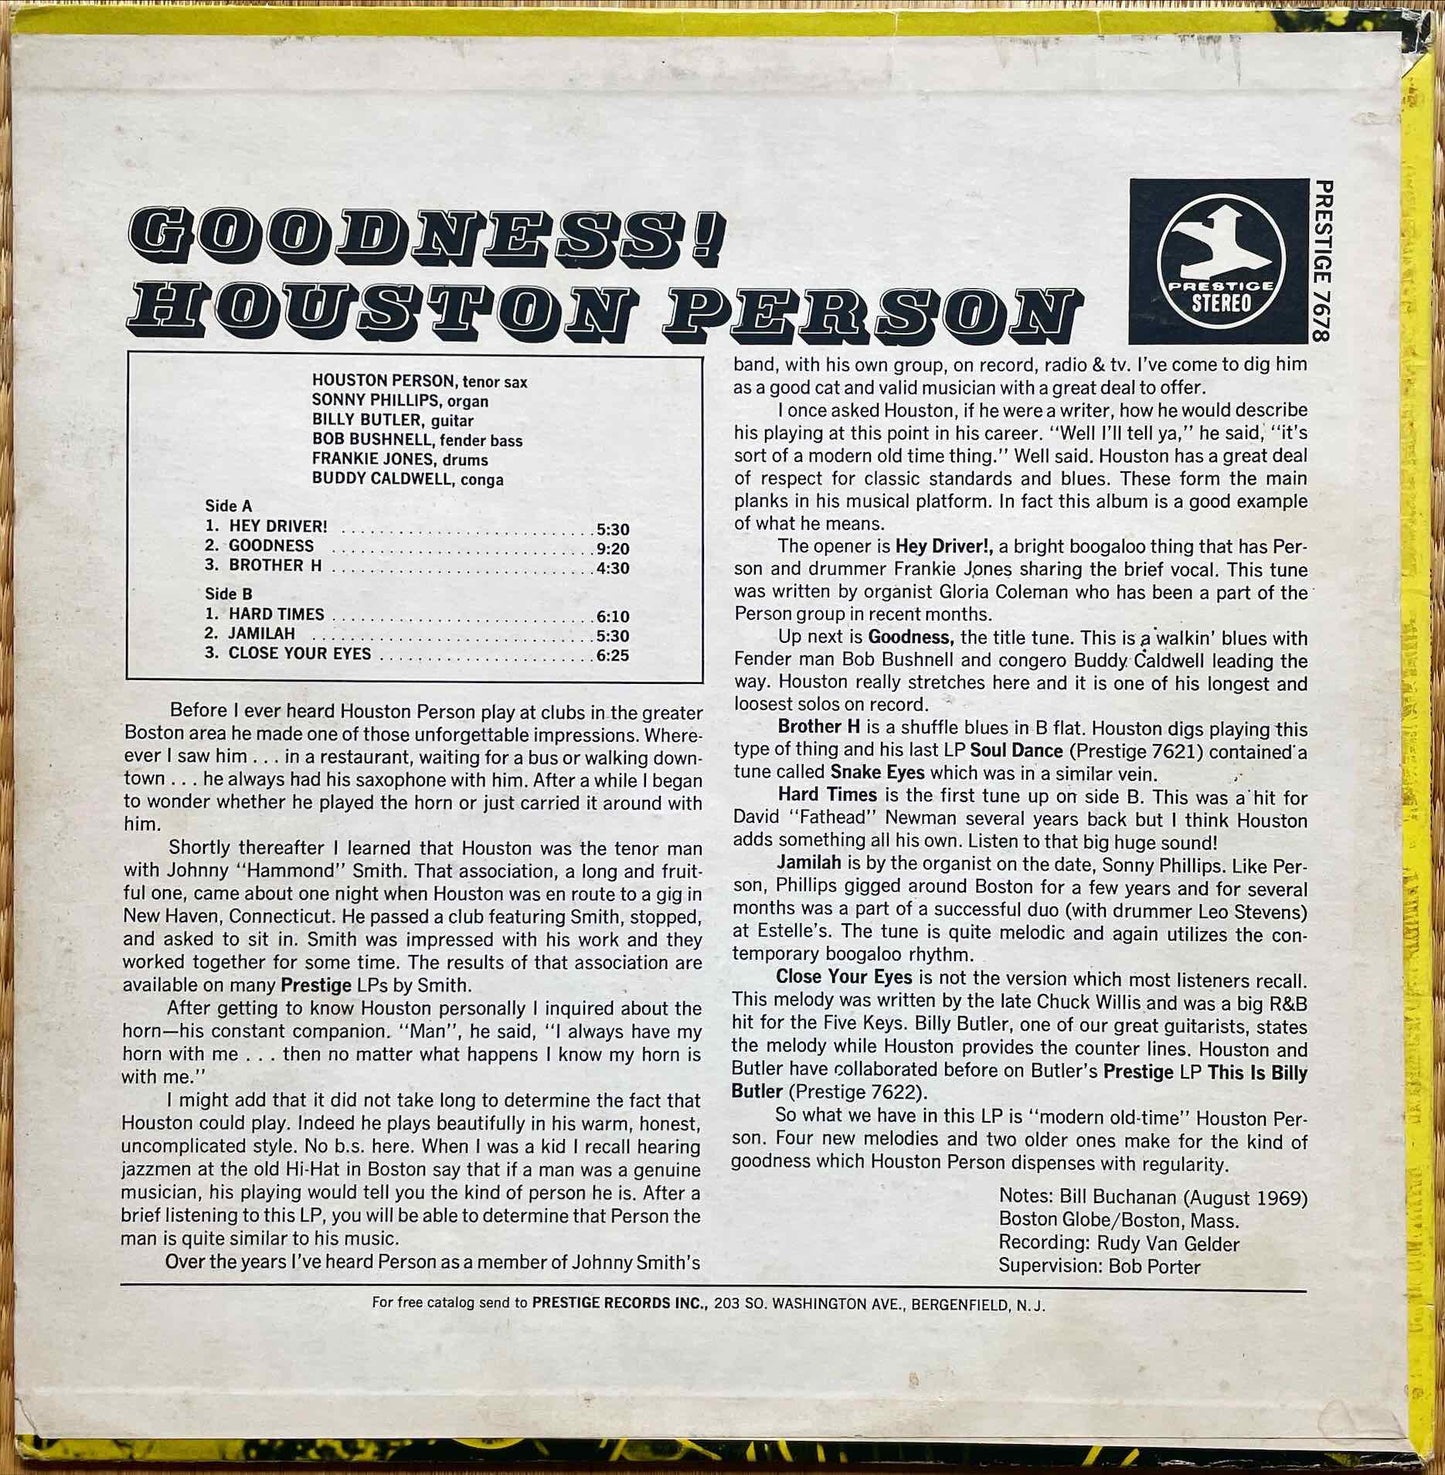 GOODNESS!
HOUSTON PERSON
PRESTIGE
STEREO
PRESTIGE 7678
HOUSTON PERSON, tenor sax
SONNY PHILLIPS, organ
BILLY BUTLER, guitar
BOB BUSHNELL, fender bass
FRANKIE JONES, drums
BUDDY CALDWELL, conga
Side A
1. HEY DRIVER! . . . . . . . . . . . . . . . . . . . . . . . . . . 5:30
2. GOODNESS . . . . . . . . . . . . . . . . . . . . . . . . . . . 9:20
3. BROTHER H . . . . . . . . . . . . . . . . . . . . . . . . . . . 4:30
Side B
1. HARD TIMES . . . . . . . . . . . . . . . . . . . . . . . . . . . 6:10
2. JAMILAH . . . . . . . . . . . . . . . . . . . . . . . . . . . . . 5:30
3. CLOSE YOUR EYES . . . . . . . . . . . . . . . . . . . . . . 6:25
Before I ever heard Houston Person play at clubs in the greater
Boston area he made one of those unforgettable impressions. Where-
ever I saw him . . . in a restaurant, waiting for a bus or walking down-
town . . . he always had his saxophone with him. After a while I began
to wonder whether he played the horn or just carried it around with
him.
Shortly thereafter I learned that Houston was the tenor man
with Johnny "Hammond" Smith. That association, a long and fruit-
ful one, came about one night when Houston was en route to a gig in
New Haven, Connecticut. He passed a club featuring Smith, stopped,
and asked to sit in. Smith was impressed with his work and they
worked together for some time. The results of that association are
available on many Prestige LPs by Smith.
After getting to know Houston personally I inquired about the
horn—his constant companion. "Man", he said, "I always have my
horn with me . . . then no matter what happens I know my horn is
with me."
I might add that it did not take long to determine the fact that
Houston could play. Indeed he plays beautifully in his warm, honest,
uncomplicated style. No b.s. here. When I was a kid I recall hearing
jazzmen at the old Hi-Hat in Boston say that if a man was a genuine
musician, his playing would tell you the kind of person he is. After a
brief listening to this LP, you will be able to determine that Person the
man is quite similar to his music.
Over the years I've heard Person as a member of Johnny Smith's
band, with his own group, on record, radio & tv. I've come to dig him
as a good cat and valid musician with a great deal to offer.
I once asked Houston, if he were a writer, how he would describe
his playing at this point in his career. "Well I'll tell ya," he said, "it's
sort of a modern old time thing." Well said. Houston has a great deal
of respect for classic standards and blues. These form the main
planks in his musical platform. In fact this album is a good example
of what he means.
The opener is Hey Driver!, a bright boogaloo thing that has Per-
son and drummer Frankie Jones sharing the brief vocal. This tune
was written by organist Gloria Coleman who has been a part of the
Person group in recent months.
Up next is Goodness, the title tune. This is a walkin' blues with
Fender man Bob Bushnell and congero Buddy Caldwell leading the
way. Houston really stretches here and it is one of his longest and
loosest solos on record.
Brother H is a shuffle blues in B flat. Houston digs playing this
type of thing and his last LP Soul Dance (Prestige 7621) contained a
tune called Snake Eyes which was in a similar vein.
Hard Times is the first tune up on side B. This was a hit for
David "Fathead" Newman several years back but I think Houston
adds something all his own. Listen to that big huge sound!
Jamilah is by the organist on the date, Sonny Phillips. Like Per-
son, Phillips gigged around Boston for a few years and for several
months was a part of a successful duo (with drummer Leo Stevens)
at Estelle's. The tune is quite melodic and again utilizes the con-
temporary boogaloo rhythm.
Close Your Eyes is not the version which most listeners recall.
This melody was written by the late Chuck Willis and was a big R&B
hit for the Five Keys. Billy Butler, one of our great guitarists, states
the melody while Houston provides the counter lines. Houston and
Butler have collaborated before on Butler's Prestige LP This Is Billy
Butler (Prestige 7622).
So what we have in this LP is "modern old-time" Houston Per-
son. Four new melodies and two older ones make for the kind of
goodness which Houston Person dispenses with regularity.
Notes: Bill Buchanan (August 1969)
Boston Globe/Boston, Mass.
Recording: Rudy Van Gelder
Supervision: Bob Porter
For free catalog send to PRESTIGE RECORDS INC., 203 SO. WASHINGTON AVE., BERGENFIELD, N. J.